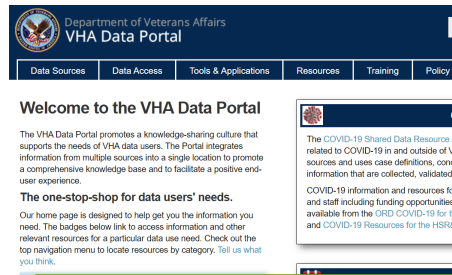 Department of Veterans Affairs
VHA Data Portal
Data Sources Data Access Tools & Applications Resources Training Policy
Welcome to the VHA Data Portal
The VHA Data Portal promotes a knowledge-sharing culture that
supports the needs of VHA data users. The Portal integrates
information from multiple sources into a single location to promote
a comprehensive knowledge base and to facilitate a positive end-
user experience.
The one-stop-shop for data users' needs.
Our home page is designed to help get you the information you
need. The badges below link to access information and other
relevant resources for a particular data use need. Check out the
top navigation menu to locate resources by category. Tell us what
you think.
The COVID-19 Shared Data Resource
related to COVID-19 in and outside of V
sources and uses case definitions, con
information that are collected, validated
COVID-19 information and resources fo
and staff including funding opportunities
available from the ORD COVID-19 for t
and COVID-19 Resources for the HSR&